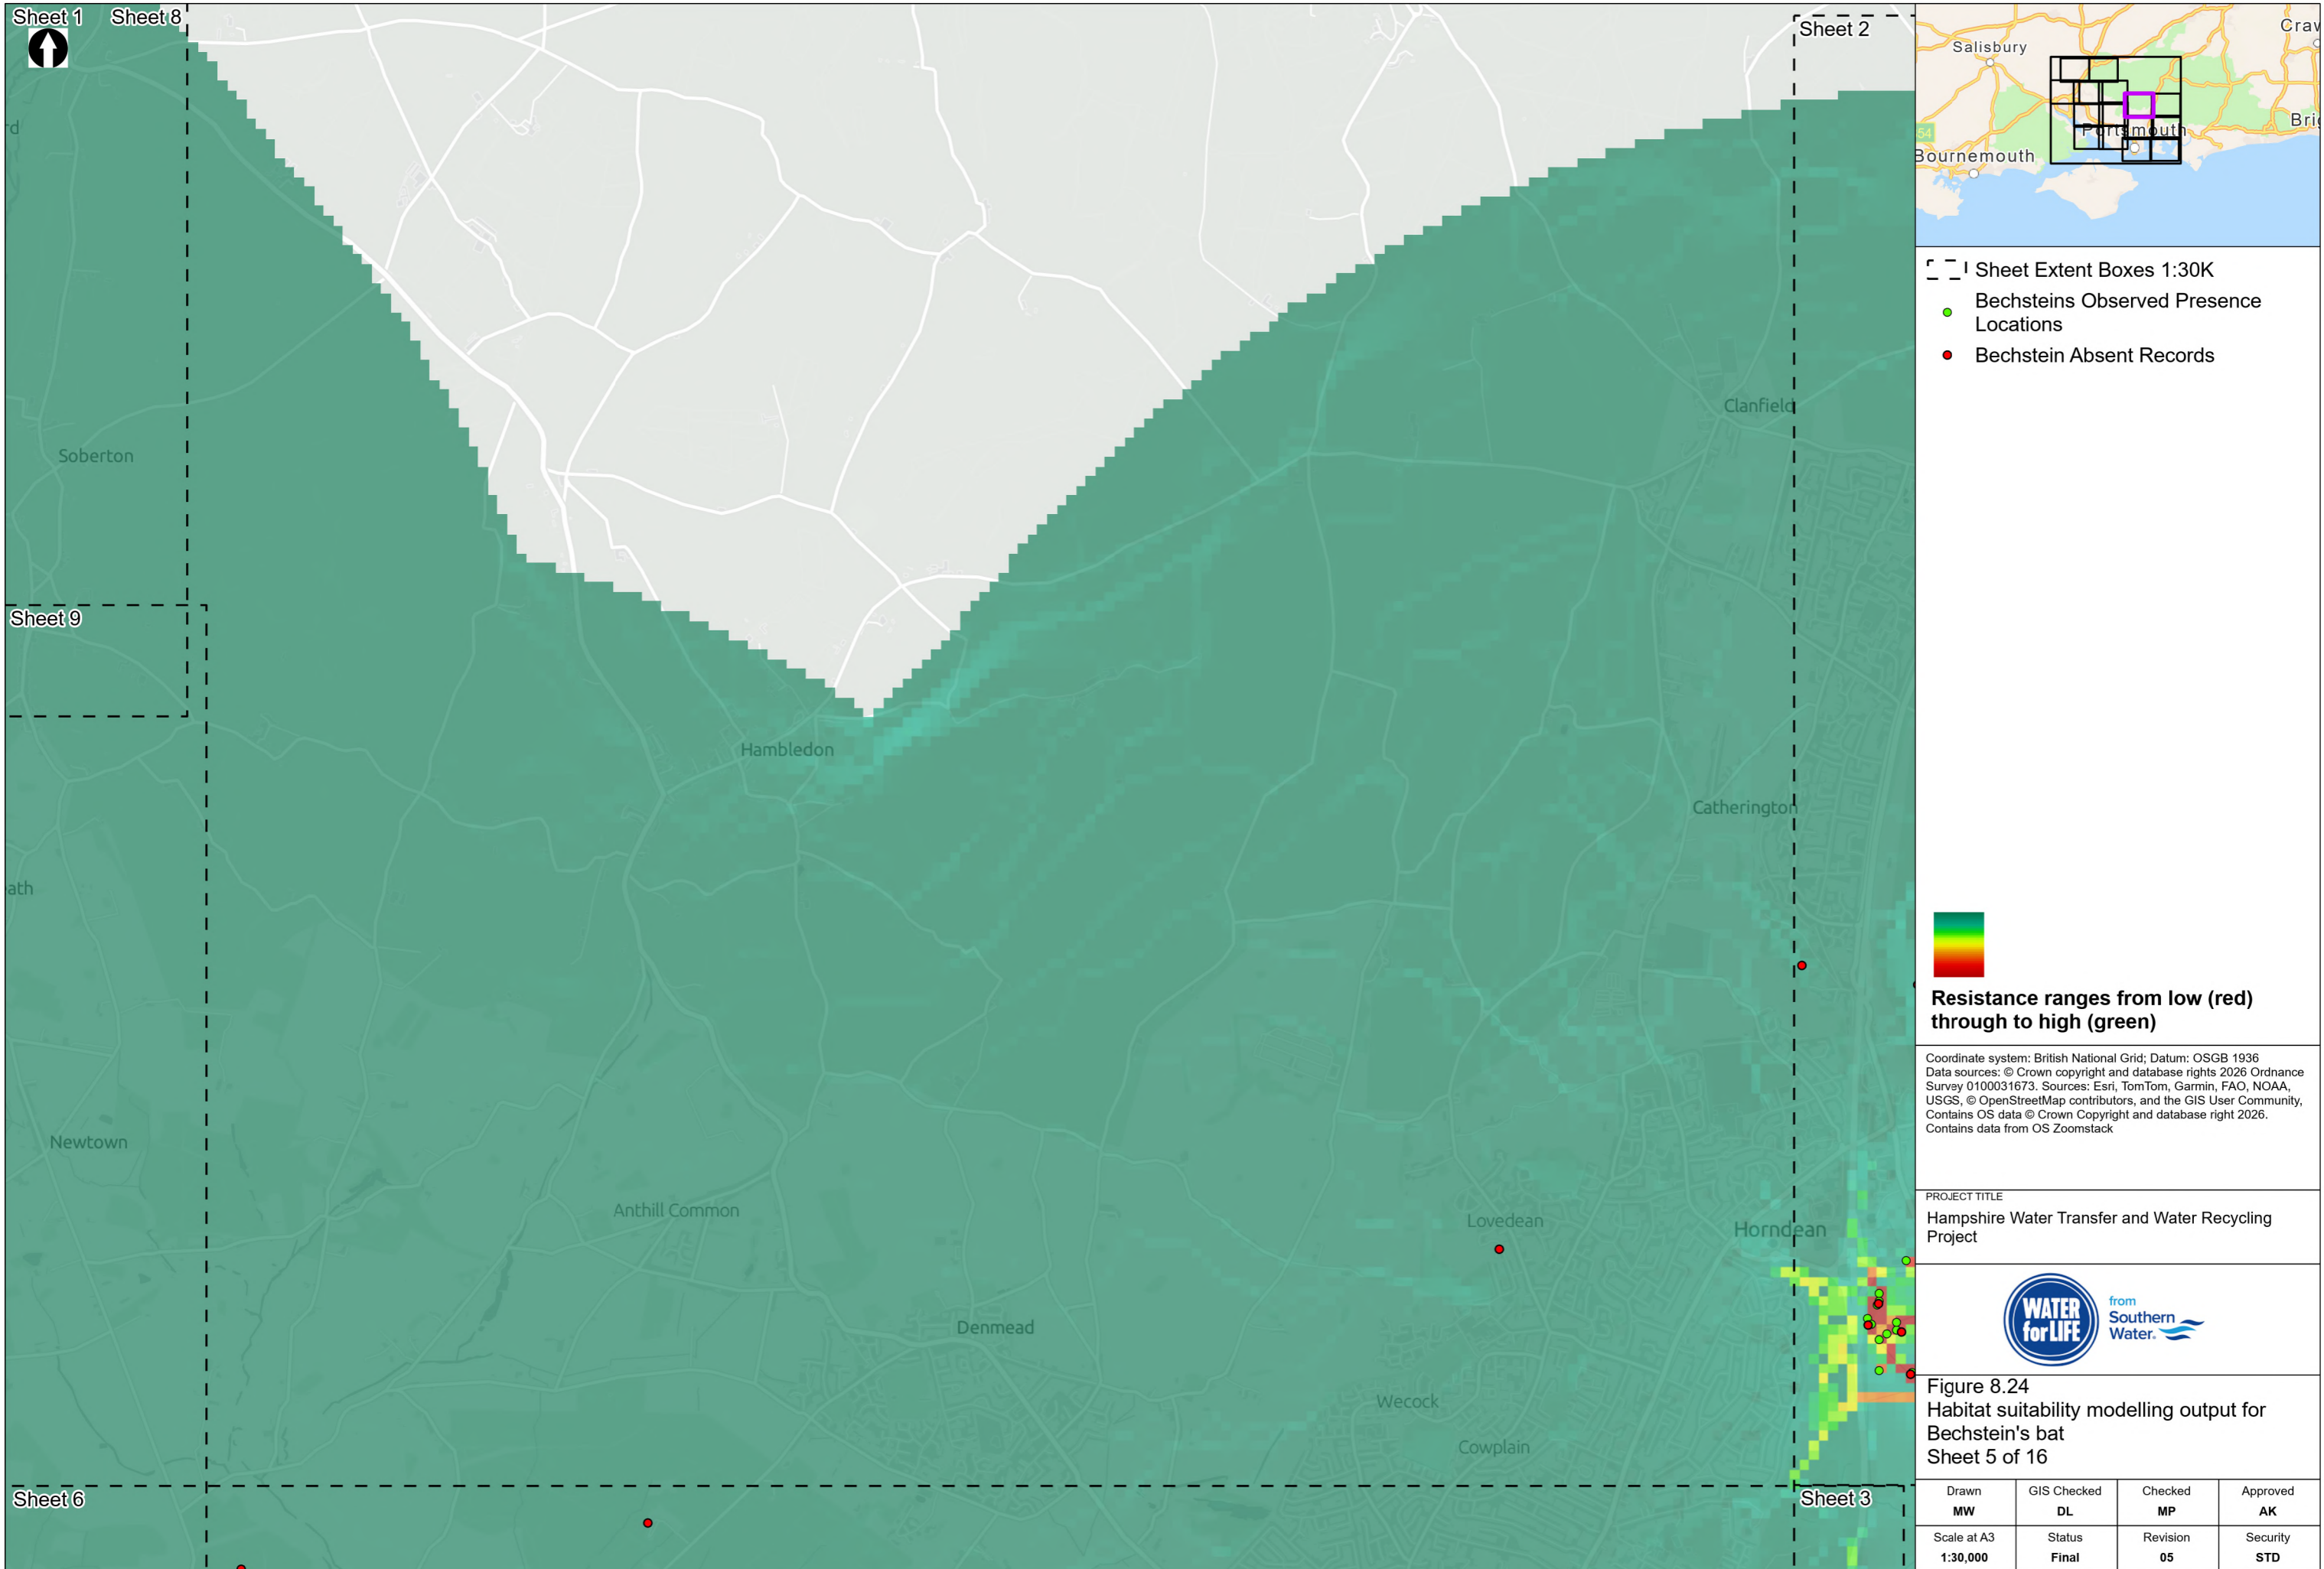 Sheet 1
Sheet 8
Sheet 2
rd
Soberton
Clanfield
Sheet 9
Hambledon
Catherington
ath
Newtown
Anthill Common
Lovedean
Horndean
Denmead
Wecock
Cowplain
Sheet 6
Sheet 3
Salisbury
Craw
Portsmouth
Brig
54
Bournemouth
Sheet Extent Boxes 1:30K
Bechsteins Observed Presence
Locations
Bechstein Absent Records
Resistance ranges from low (red)
through to high (green)
Coordinate system: British National Grid; Datum: OSGB 1936
Data sources: © Crown copyright and database rights 2026 Ordnance
Survey 0100031673. Sources: Esri, TomTom, Garmin, FAO, NOAA,
USGS, © OpenStreetMap contributors, and the GIS User Community,
Contains OS data © Crown Copyright and database right 2026.
Contains data from OS Zoomstack
PROJECT TITLE
Hampshire Water Transfer and Water Recycling
Project
WATER
for LIFE
from
Southern
Water.
Figure 8.24
Habitat suitability modelling output for
Bechstein's bat
Sheet 5 of 16
Drawn GIS Checked Checked Approved
MW DL MP AK
Scale at A3 Status Revision Security
1:30,000 Final 05 STD